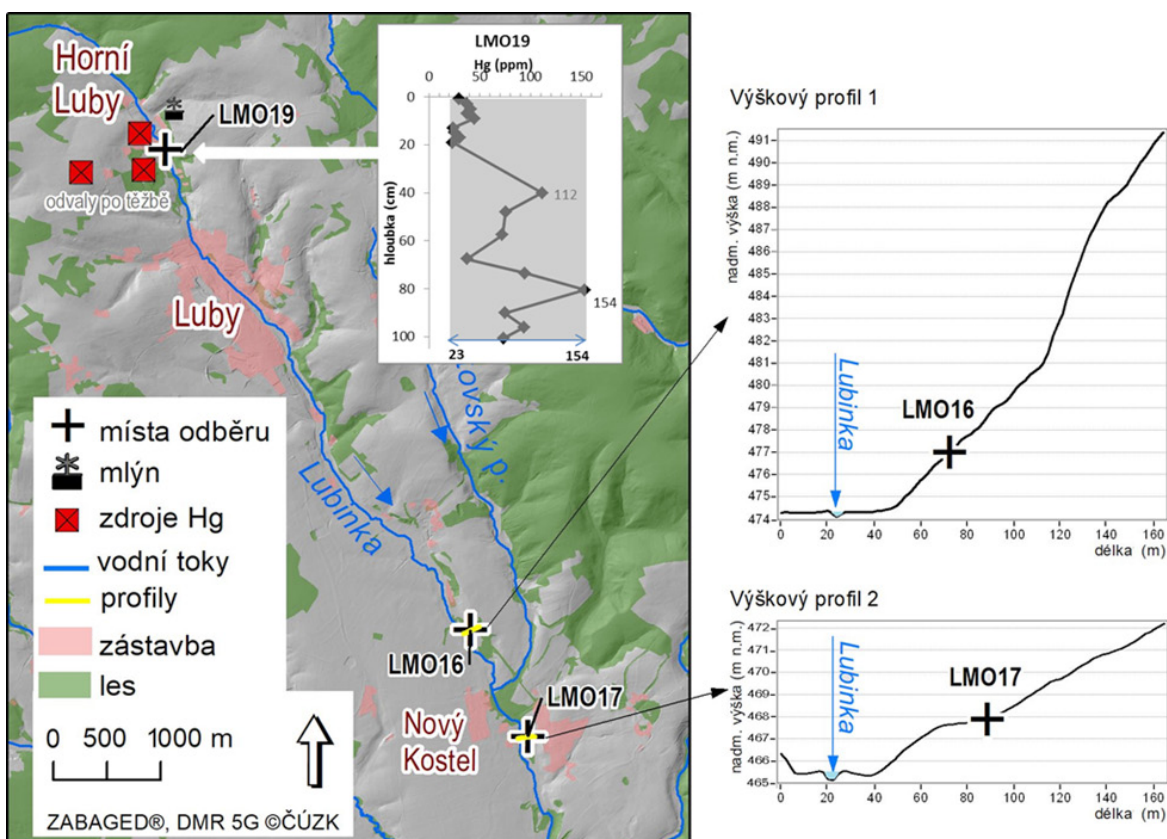 Horní
Luby
LMO19
odvaly po těžbě
Luby
LMO19
Hg (ppm)
0 50 100 150
hloubka (cm)
0
20
40
60
80
100
112
154
23 154
Lubinka
ovský p.
LMO16
LMO17
Nový
Kostel
místa odběru
mlýn
zdroje Hg
vodní toky
profily
zástavba
les
0 500 1000 m
ZABAGED®, DMR 5G ©ČÚZK
Výškový profil 1
nadm. výška (m n.m.)
491
490
489
488
487
486
485
484
483
482
481
480
479
478
477
476
475
474
Lubinka
LMO16
0 20 40 60 80 100 120 140 160
délka (m)
Výškový profil 2
nadm. výška (m n.m.)
472
471
470
469
468
467
466
465
Lubinka
LMO17
0 20 40 60 80 100 120 140 160
délka (m)